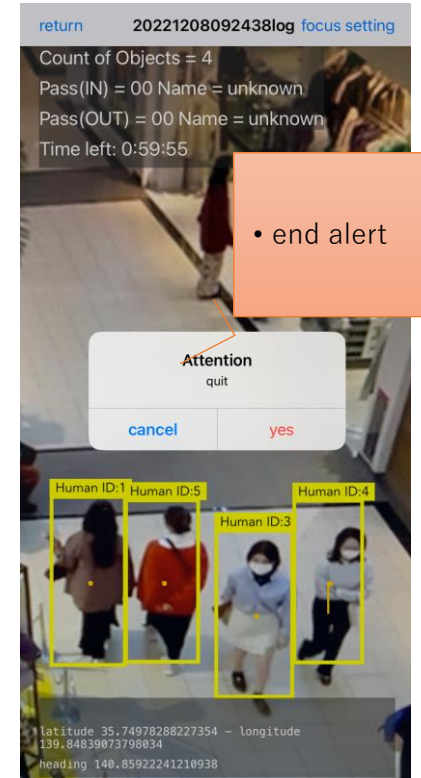 return 20221208092438log focus setting
Count of Objects = 4
Pass(IN) = 00 Name = unknown
Pass(OUT) = 00 Name = unknown
Time left: 0:59:55
• end alert
Attention
quit
cancel yes
Human ID:1 Human ID:5 Human ID:4
Human ID:3
latitude 35.74978288227354 – longitude
139.84839073798034
heading 140.85922241210938